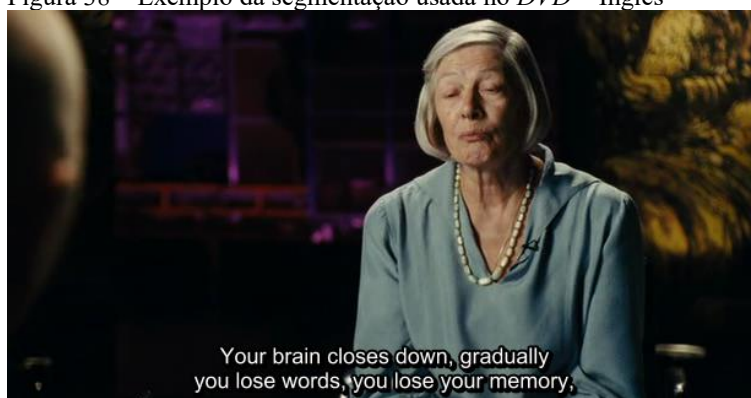 Figura 38 – Exemplo da segmentação usada no DVD – Inglês
Your brain closes down, gradually
you lose words, you lose your memory,